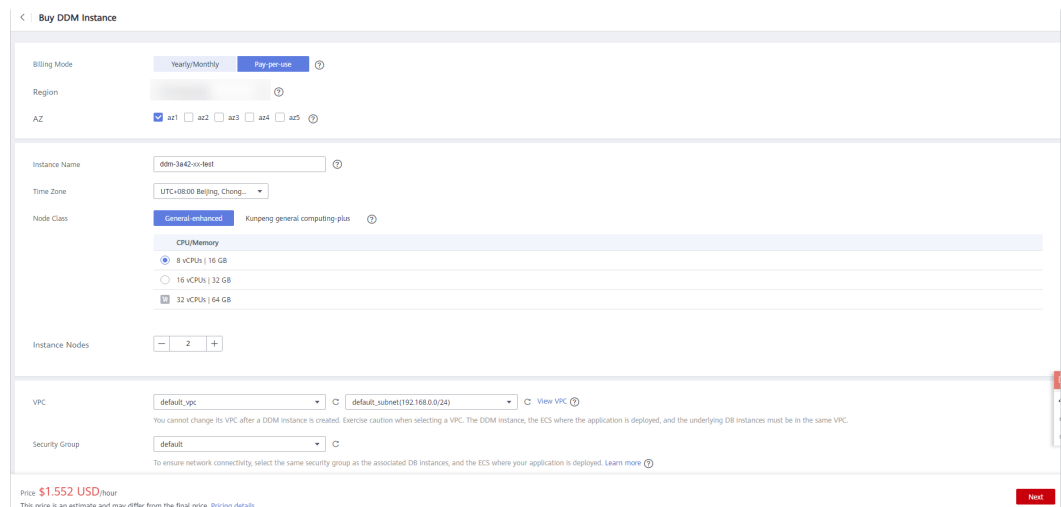 Buy DDM Instance
Billing Mode Yearly/Monthly Pay-per-use
Region
AZ az1 az2 az3 az4 az5
Instance Name ddm-3a42-xx-test
Time Zone UTC+08:00 Beijing, Chong...
Node Class General-enhanced Kunpeng general computing-plus
CPU/Memory
8 vCPUs | 16 GB
16 vCPUs | 32 GB
32 vCPUs | 64 GB
Instance Nodes 2
VPC default_vpc default_subnet(192.168.0.0/24) View VPC
You cannot change its VPC after a DDM instance is created. Exercise caution when selecting a VPC. The DDM instance, the ECS where the application is deployed, and the underlying DB instances must be in the same VPC.
Security Group default
To ensure network connectivity, select the same security group as the associated DB instances, and the ECS where your application is deployed. Learn more
Price $1.552 USD/hour
Next
This price is an estimate and may differ from the final price. Pricing details